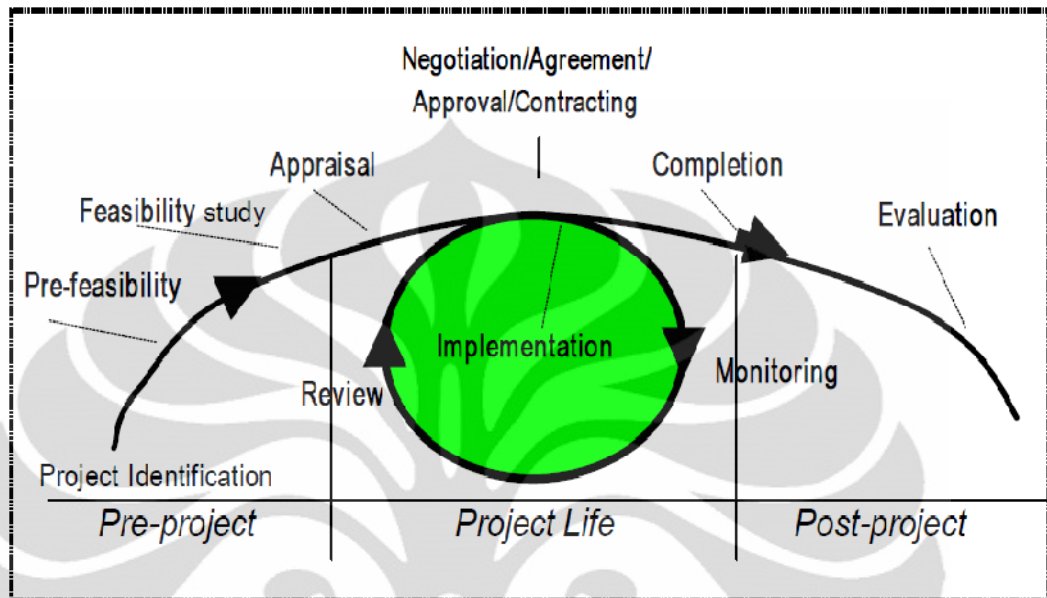 Negotiation/Agreement/
Approval/Contracting
Appraisal
Completion
Feasibility study
Evaluation
Pre-feasibility
Implementation
Monitoring
Review
Project Identification
Pre-project
Project Life
Post-project